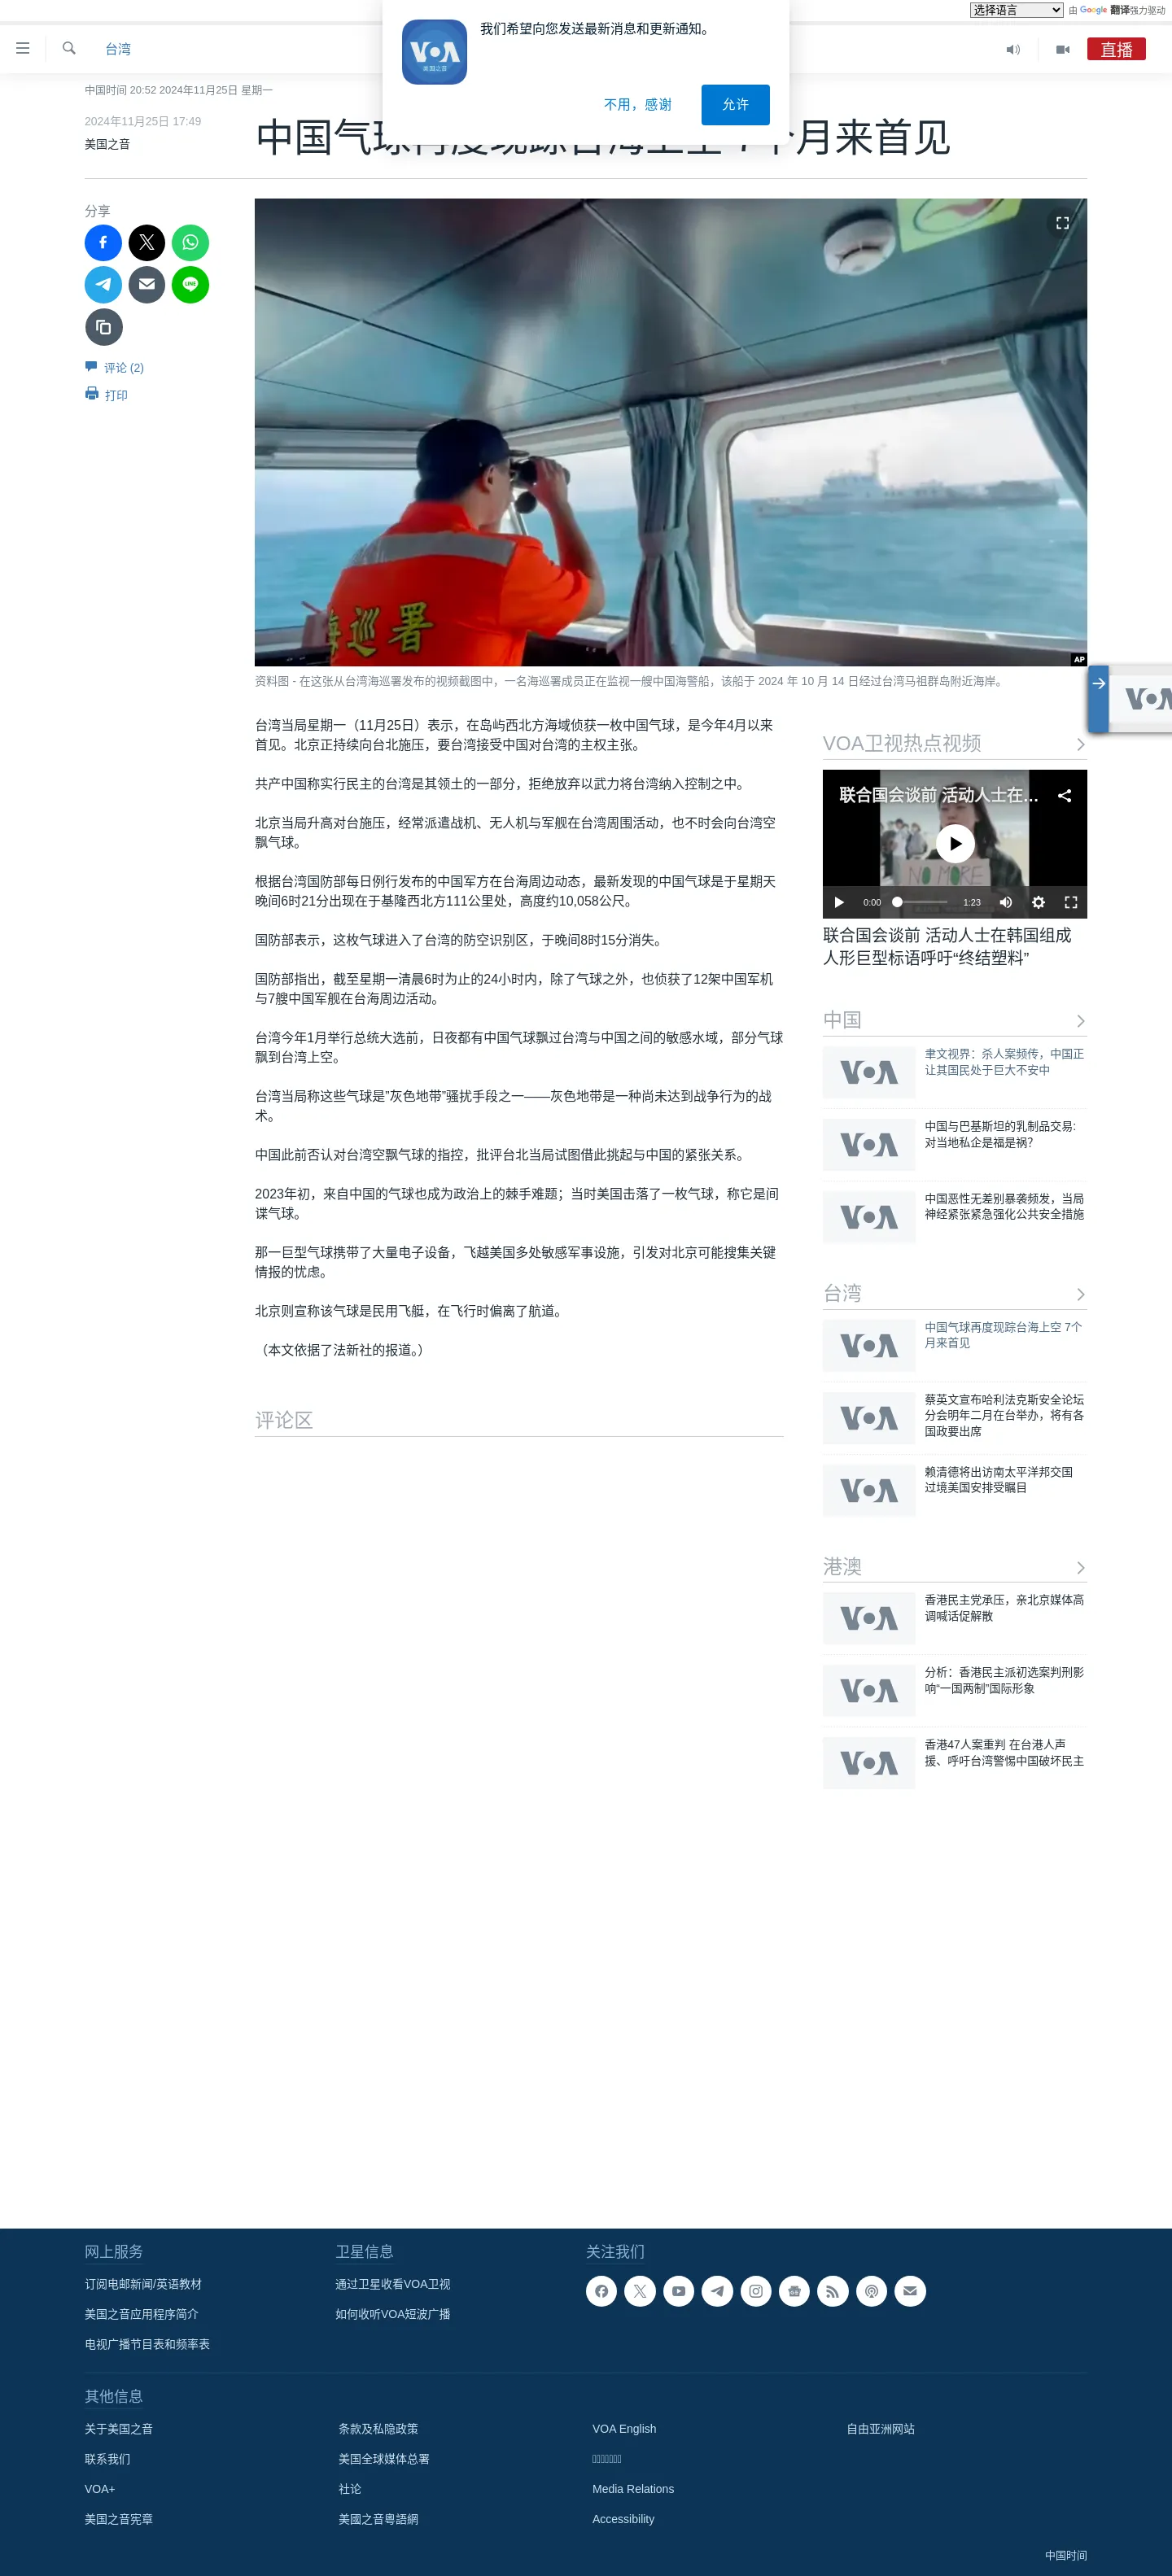 选择语言
由 Google 翻译强力驱动
台湾
VOA
美国之音
我们希望向您发送最新消息和更新通知。
不用，感谢
允许
直播
中国时间 20:52 2024年11月25日 星期一
2024年11月25日 17:49
美国之音
中国气球再度现踪台海上空 7个月来首见
分享
评论 (2)
打印
海巡署
AP
资料图 - 在这张从台湾海巡署发布的视频截图中，一名海巡署成员正在监视一艘中国海警船，该船于 2024 年 10 月 14 日经过台湾马祖群岛附近海岸。
台湾当局星期一（11月25日）表示，在岛屿西北方海域侦获一枚中国气球，是今年4月以来
首见。北京正持续向台北施压，要台湾接受中国对台湾的主权主张。
共产中国称实行民主的台湾是其领土的一部分，拒绝放弃以武力将台湾纳入控制之中。
北京当局升高对台施压，经常派遣战机、无人机与军舰在台湾周围活动，也不时会向台湾空
飘气球。
根据台湾国防部每日例行发布的中国军方在台海周边动态，最新发现的中国气球是于星期天
晚间6时21分出现在于基隆西北方111公里处，高度约10,058公尺。
国防部表示，这枚气球进入了台湾的防空识别区，于晚间8时15分消失。
国防部指出，截至星期一清晨6时为止的24小时内，除了气球之外，也侦获了12架中国军机
与7艘中国军舰在台海周边活动。
台湾今年1月举行总统大选前，日夜都有中国气球飘过台湾与中国之间的敏感水域，部分气球
飘到台湾上空。
台湾当局称这些气球是”灰色地带”骚扰手段之一——灰色地带是一种尚未达到战争行为的战
术。
中国此前否认对台湾空飘气球的指控，批评台北当局试图借此挑起与中国的紧张关系。
2023年初，来自中国的气球也成为政治上的棘手难题；当时美国击落了一枚气球，称它是间
谍气球。
那一巨型气球携带了大量电子设备，飞越美国多处敏感军事设施，引发对北京可能搜集关键
情报的忧虑。
北京则宣称该气球是民用飞艇，在飞行时偏离了航道。
（本文依据了法新社的报道。）
评论区
VOA
VOA卫视热点视频
联合国会谈前 活动人士在...
NO MORE
0:00
1:23
联合国会谈前 活动人士在韩国组成
人形巨型标语呼吁“终结塑料”
中国
VOA
聿文视界：杀人案频传，中国正
让其国民处于巨大不安中
VOA
中国与巴基斯坦的乳制品交易：
对当地私企是福是祸？
VOA
中国恶性无差别暴袭频发，当局
神经紧张紧急强化公共安全措施
台湾
VOA
中国气球再度现踪台海上空 7个
月来首见
VOA
蔡英文宣布哈利法克斯安全论坛
分会明年二月在台举办，将有各
国政要出席
VOA
赖清德将出访南太平洋邦交国
过境美国安排受瞩目
港澳
VOA
香港民主党承压，亲北京媒体高
调喊话促解散
VOA
分析：香港民主派初选案判刑影
响“一国两制”国际形象
VOA
香港47人案重判 在台港人声
援、呼吁台湾警惕中国破坏民主
网上服务
订阅电邮新闻/英语教材
美国之音应用程序简介
电视广播节目表和频率表
卫星信息
通过卫星收看VOA卫视
如何收听VOA短波广播
关注我们
其他信息
关于美国之音
联系我们
VOA+
美国之音宪章
条款及私隐政策
美国全球媒体总署
社论
美國之音粵語網
VOA English
Media Relations
Accessibility
自由亚洲网站
中国时间